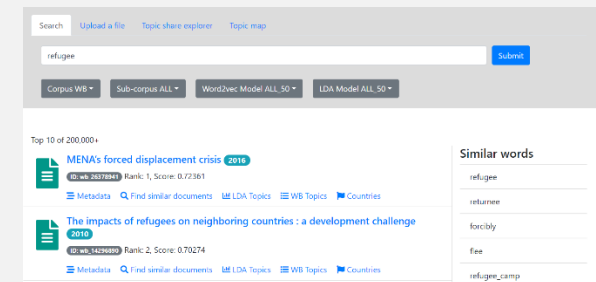 Search Upload a file Topic share explorer Topic map
refugee Submit
Corpus WB Sub-corpus ALL Word2vec Model ALL_50 LDA Model ALL_50
Top 10 of 200,000+
MENA's forced displacement crisis 2016
ID: wb_26378941 Rank: 1, Score: 0.72361
Metadata Find similar documents LDA Topics WB Topics Countries
The impacts of refugees on neighboring countries : a development challenge
2010
ID: wb_14296890 Rank: 2, Score: 0.70274
Metadata Find similar documents LDA Topics WB Topics Countries
Similar words
refugee
returnee
forcibly
flee
refugee_camp